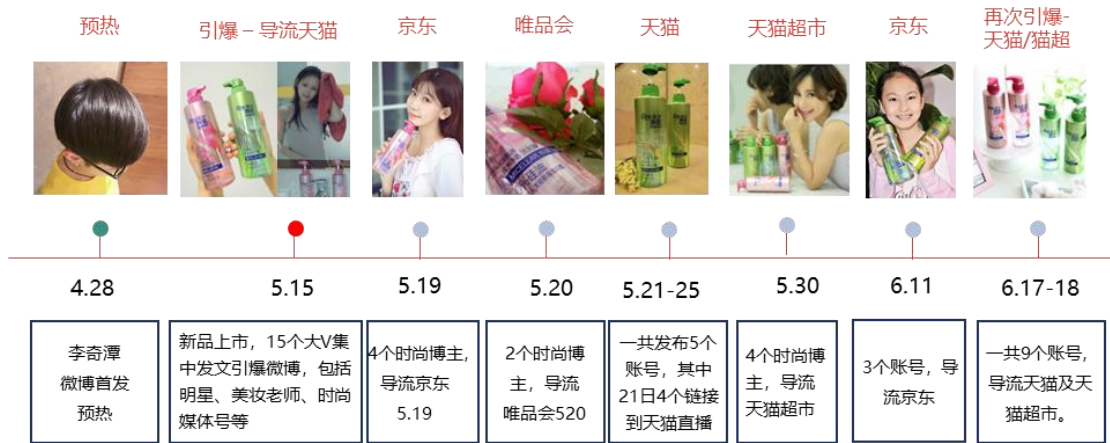 预热
引爆 – 导流天猫
京东
唯品会
天猫
天猫超市
京东
再次引爆-
天猫/猫超
4.28
5.15
5.19
5.20
5.21-25
5.30
6.11
6.17-18
李奇潭
微博首发
预热
新品上市，15个大V集
中发文引爆微博，包括
明星、美妆老师、时尚
媒体号等
4个时尚博主，
导流京东
5.19
2个时尚博
主，导流
唯品会520
一共发布5个
账号，其中
21日4个链接
到天猫直播
4个时尚博
主，导流
天猫超市
3个账号，导
流京东
一共9个账号，
导流天猫及天
猫超市。